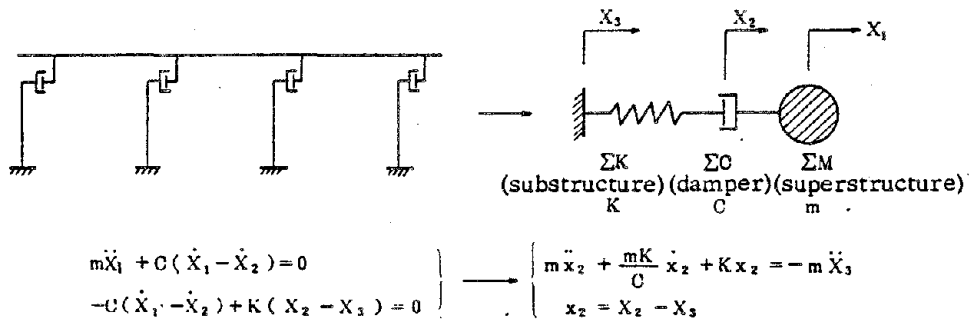 X₃ X₂ X₁
ΣK ΣC ΣM
(substructure) (damper) (superstructure)
K C m
mẌ₁ + C(Ẋ₁ − Ẋ₂) = 0
−C(Ẋ₁ − Ẋ₂) + K(X₂ − X₃) = 0
mẍ₂ + mK/C ẋ₂ + Kx₂ = −mẌ₃
x₂ = X₂ − X₃